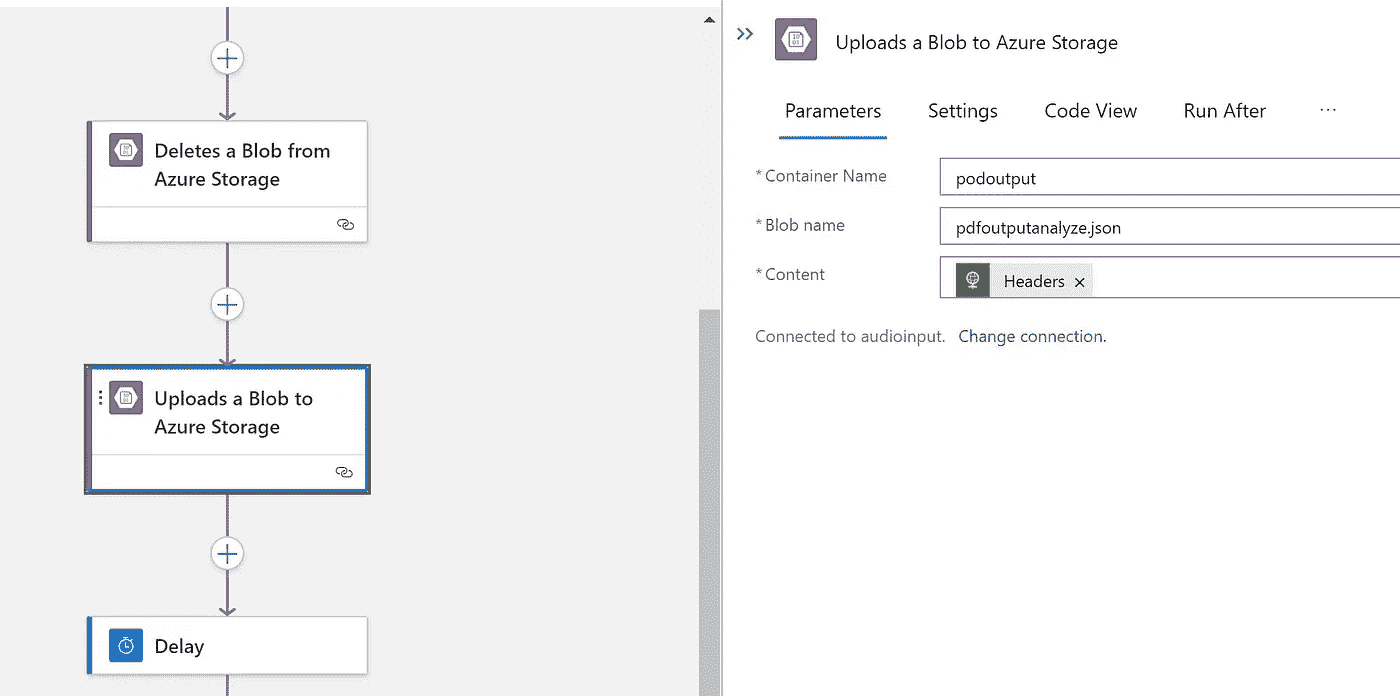 Deletes a Blob from
Azure Storage
Uploads a Blob to
Azure Storage
Delay
Uploads a Blob to Azure Storage
Parameters Settings Code View Run After ...
* Container Name podoutput
* Blob name pdfoutputanalyze.json
* Content Headers ×
Connected to audioinput. Change connection.